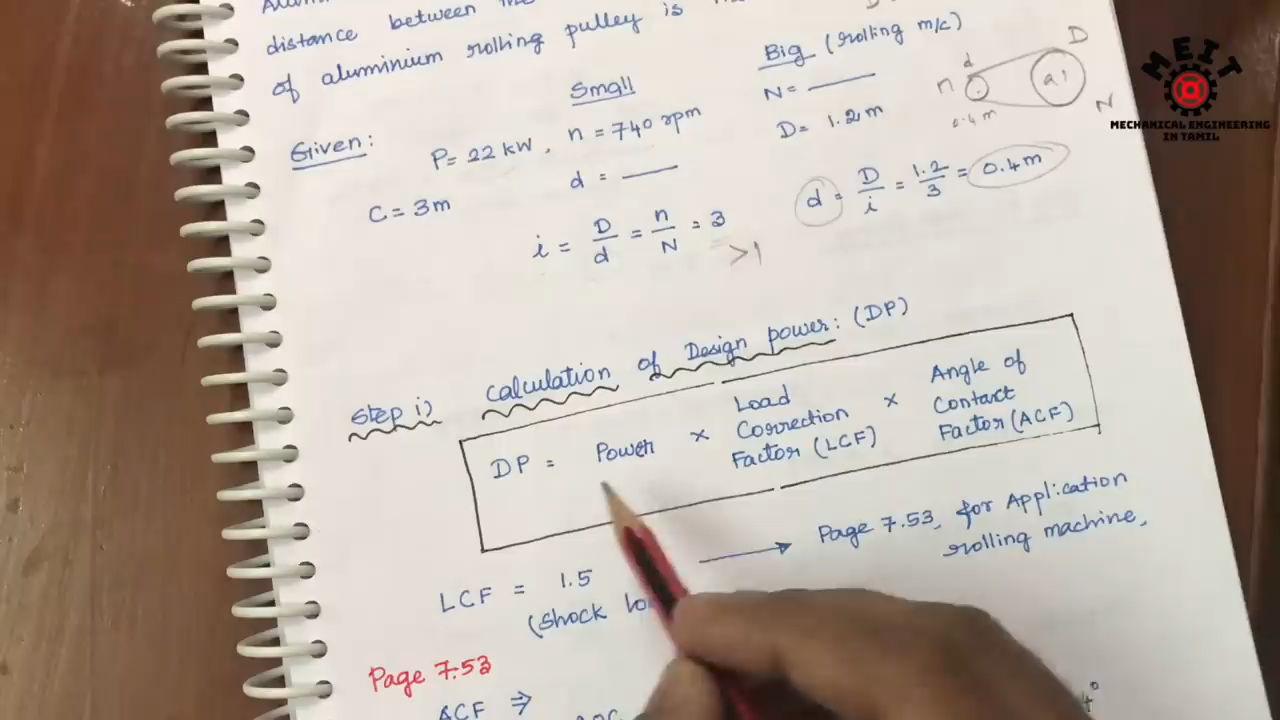 distance between the
of aluminium rolling pulley is
Given:
P = 22 kW,
C = 3m
Small
n = 740 rpm
d = —
Big (rolling m/c)
N = —
D = 1.2 m
d
D
n
a1
N
0.4 m
MEIT
MECHANICAL ENGINEERING
IN TAMIL
i = D/d = n/N = 3
>1
d = D/i = 1.2/3 = 0.4m
Step i) Calculation of Design power: (DP)
DP = Power × Load Correction Factor (LCF) × Angle of Contact Factor (ACF)
LCF = 1.5
(Shock
Page 7.53, for Application
rolling machine,
Page 7.53
ACF ⇒